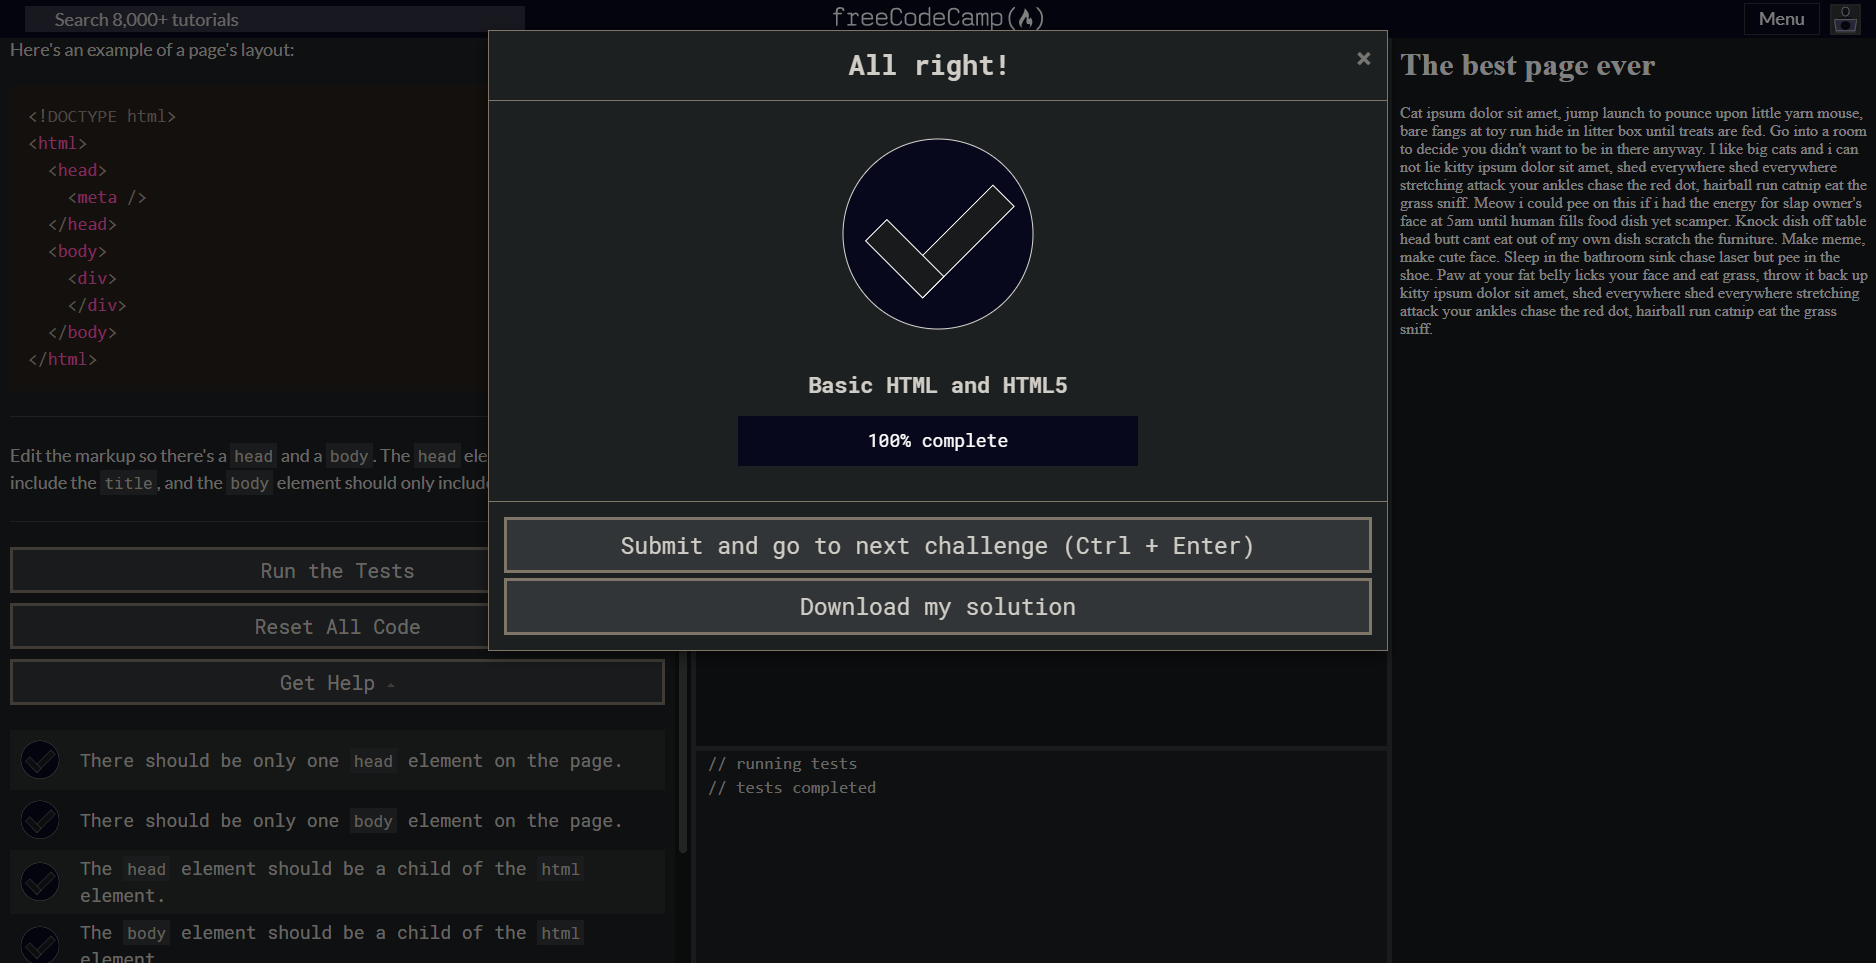 Search 8,000+ tutorials
freeCodeCamp
Menu
Here's an example of a page's layout:
<!DOCTYPE html>
<html>
<head>
<meta />
</head>
<body>
<div>
</div>
</body>
</html>
Edit the markup so there's a head and a body. The head ele
include the title, and the body element should only include
Run the Tests
Reset All Code
Get Help
There should be only one head element on the page.
There should be only one body element on the page.
The head element should be a child of the html
element.
The body element should be a child of the html
element.
All right!
×
Basic HTML and HTML5
100% complete
Submit and go to next challenge (Ctrl + Enter)
Download my solution
// running tests
// tests completed
The best page ever
Cat ipsum dolor sit amet, jump launch to pounce upon little yarn mouse,
bare fangs at toy run hide in litter box until treats are fed. Go into a room
to decide you didn't want to be in there anyway. I like big cats and i can
not lie kitty ipsum dolor sit amet, shed everywhere shed everywhere
stretching attack your ankles chase the red dot, hairball run catnip eat the
grass sniff. Meow i could pee on this if i had the energy for slap owner's
face at 5am until human fills food dish yet scamper. Knock dish off table
head butt cant eat out of my own dish scratch the furniture. Make meme,
make cute face. Sleep in the bathroom sink chase laser but pee in the
shoe. Paw at your fat belly licks your face and eat grass, throw it back up
kitty ipsum dolor sit amet, shed everywhere shed everywhere stretching
attack your ankles chase the red dot, hairball run catnip eat the grass
sniff.